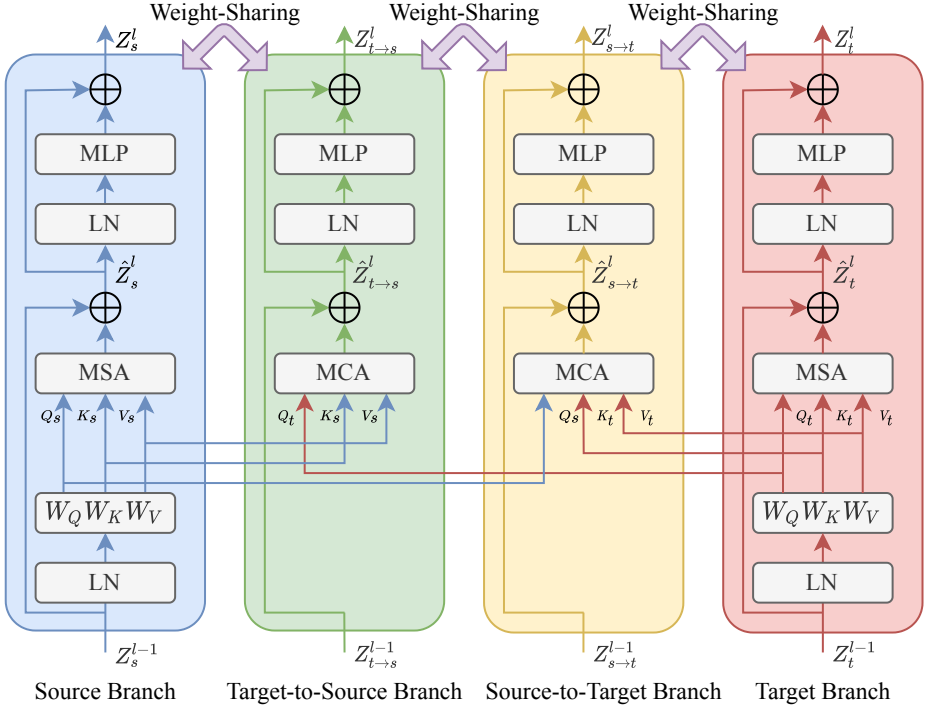 Weight-Sharing Weight-Sharing Weight-Sharing
Z_s^l Z_{t→s}^l Z_{s→t}^l Z_t^l
MLP MLP MLP MLP
LN LN LN LN
Ẑ_s^l Ẑ_{t→s}^l Ẑ_{s→t}^l Ẑ_t^l
MSA MCA MCA MSA
Q_s K_s V_s Q_t K_s V_s Q_s K_t V_t Q_t K_t V_t
W_Q W_K W_V W_Q W_K W_V
LN LN
Z_s^{l-1} Z_{t→s}^{l-1} Z_{s→t}^{l-1} Z_t^{l-1}
Source Branch Target-to-Source Branch Source-to-Target Branch Target Branch